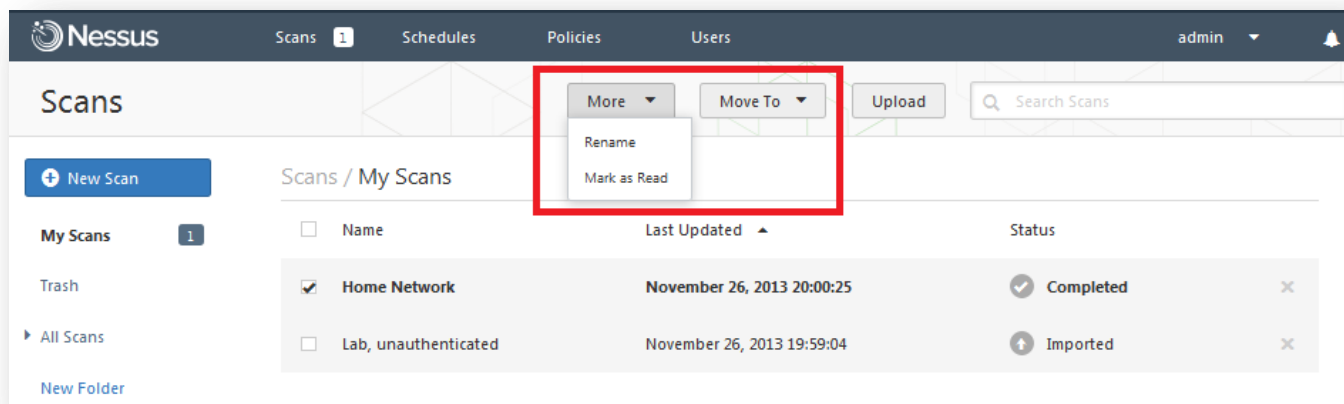 Nessus Scans 1 Schedules Policies Users admin
Scans More Move To Upload Search Scans
Rename
Mark as Read
New Scan
Scans / My Scans
My Scans 1
Name Last Updated Status
Trash
Home Network November 26, 2013 20:00:25 Completed
All Scans
Lab, unauthenticated November 26, 2013 19:59:04 Imported
New Folder